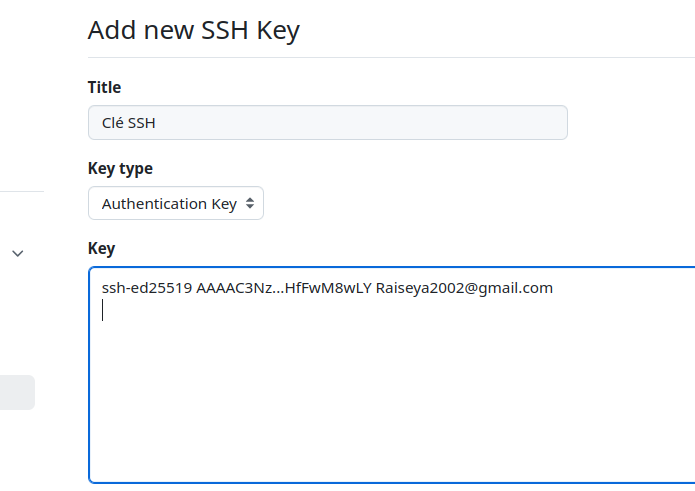 Add new SSH Key
Title
Clé SSH
Key type
Authentication Key
Key
ssh-ed25519 AAAAC3Nz...HfFwM8wLY Raiseya2002@gmail.com